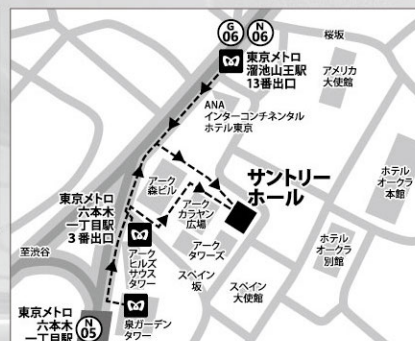 G
06
N
06
東京メトロ
溜池山王駅
13番出口
桜坂
アメリカ
大使館
ANA
インターコンチネンタル
ホテル東京
サントリー
ホール
アーク
森ビル
アーク
カラヤン
広場
ホテル
オークラ
本館
東京メトロ
六本木
一丁目駅
3番出口
アーク
ヒルズ
サウス
タワー
アーク
タワーズ
ホテル
オークラ
別館
至渋谷
スペイン
坂
スペイン
大使館
東京メトロ
六本木
一丁目駅
N
05
泉ガーデン
タワー